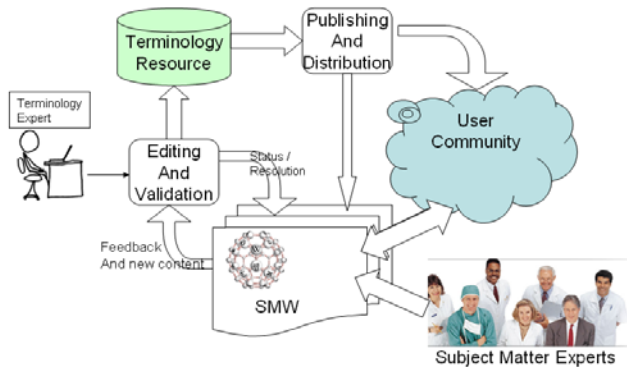 Publishing
And
Distribution
Terminology
Resource
Terminology
Expert
User
Community
Editing
And
Validation
Status /
Resolution
Feedback
And new content
SMW
Subject Matter Experts